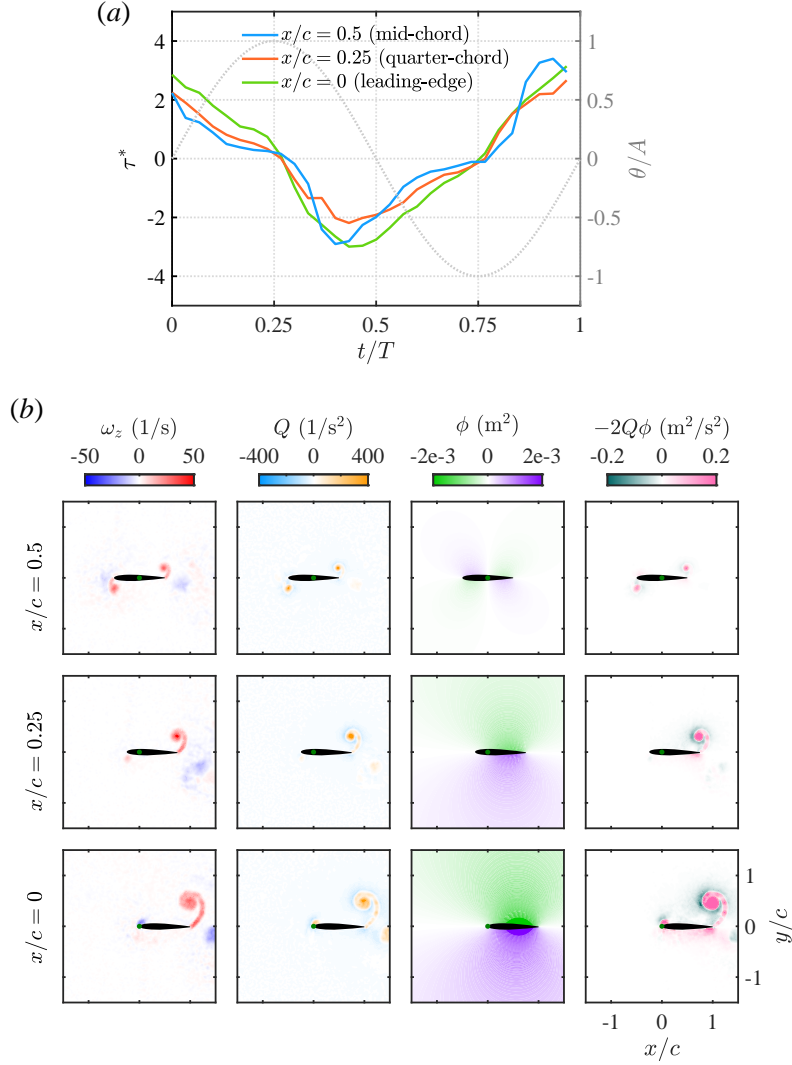 (a)
x/c = 0.5 (mid-chord)
x/c = 0.25 (quarter-chord)
x/c = 0 (leading-edge)
4
2
0
-2
-4
τ*
1
0.5
0
-0.5
-1
θ/A
0 0.25 0.5 0.75 1
t/T
(b)
ω_z (1/s) Q (1/s²) ϕ (m²) −2Qϕ (m²/s²)
-50 0 50 -400 0 400 -2e-3 0 2e-3 -0.2 0 0.2
x/c = 0.5
x/c = 0.25
x/c = 0
1
0
-1
y/c
-1 0 1
x/c